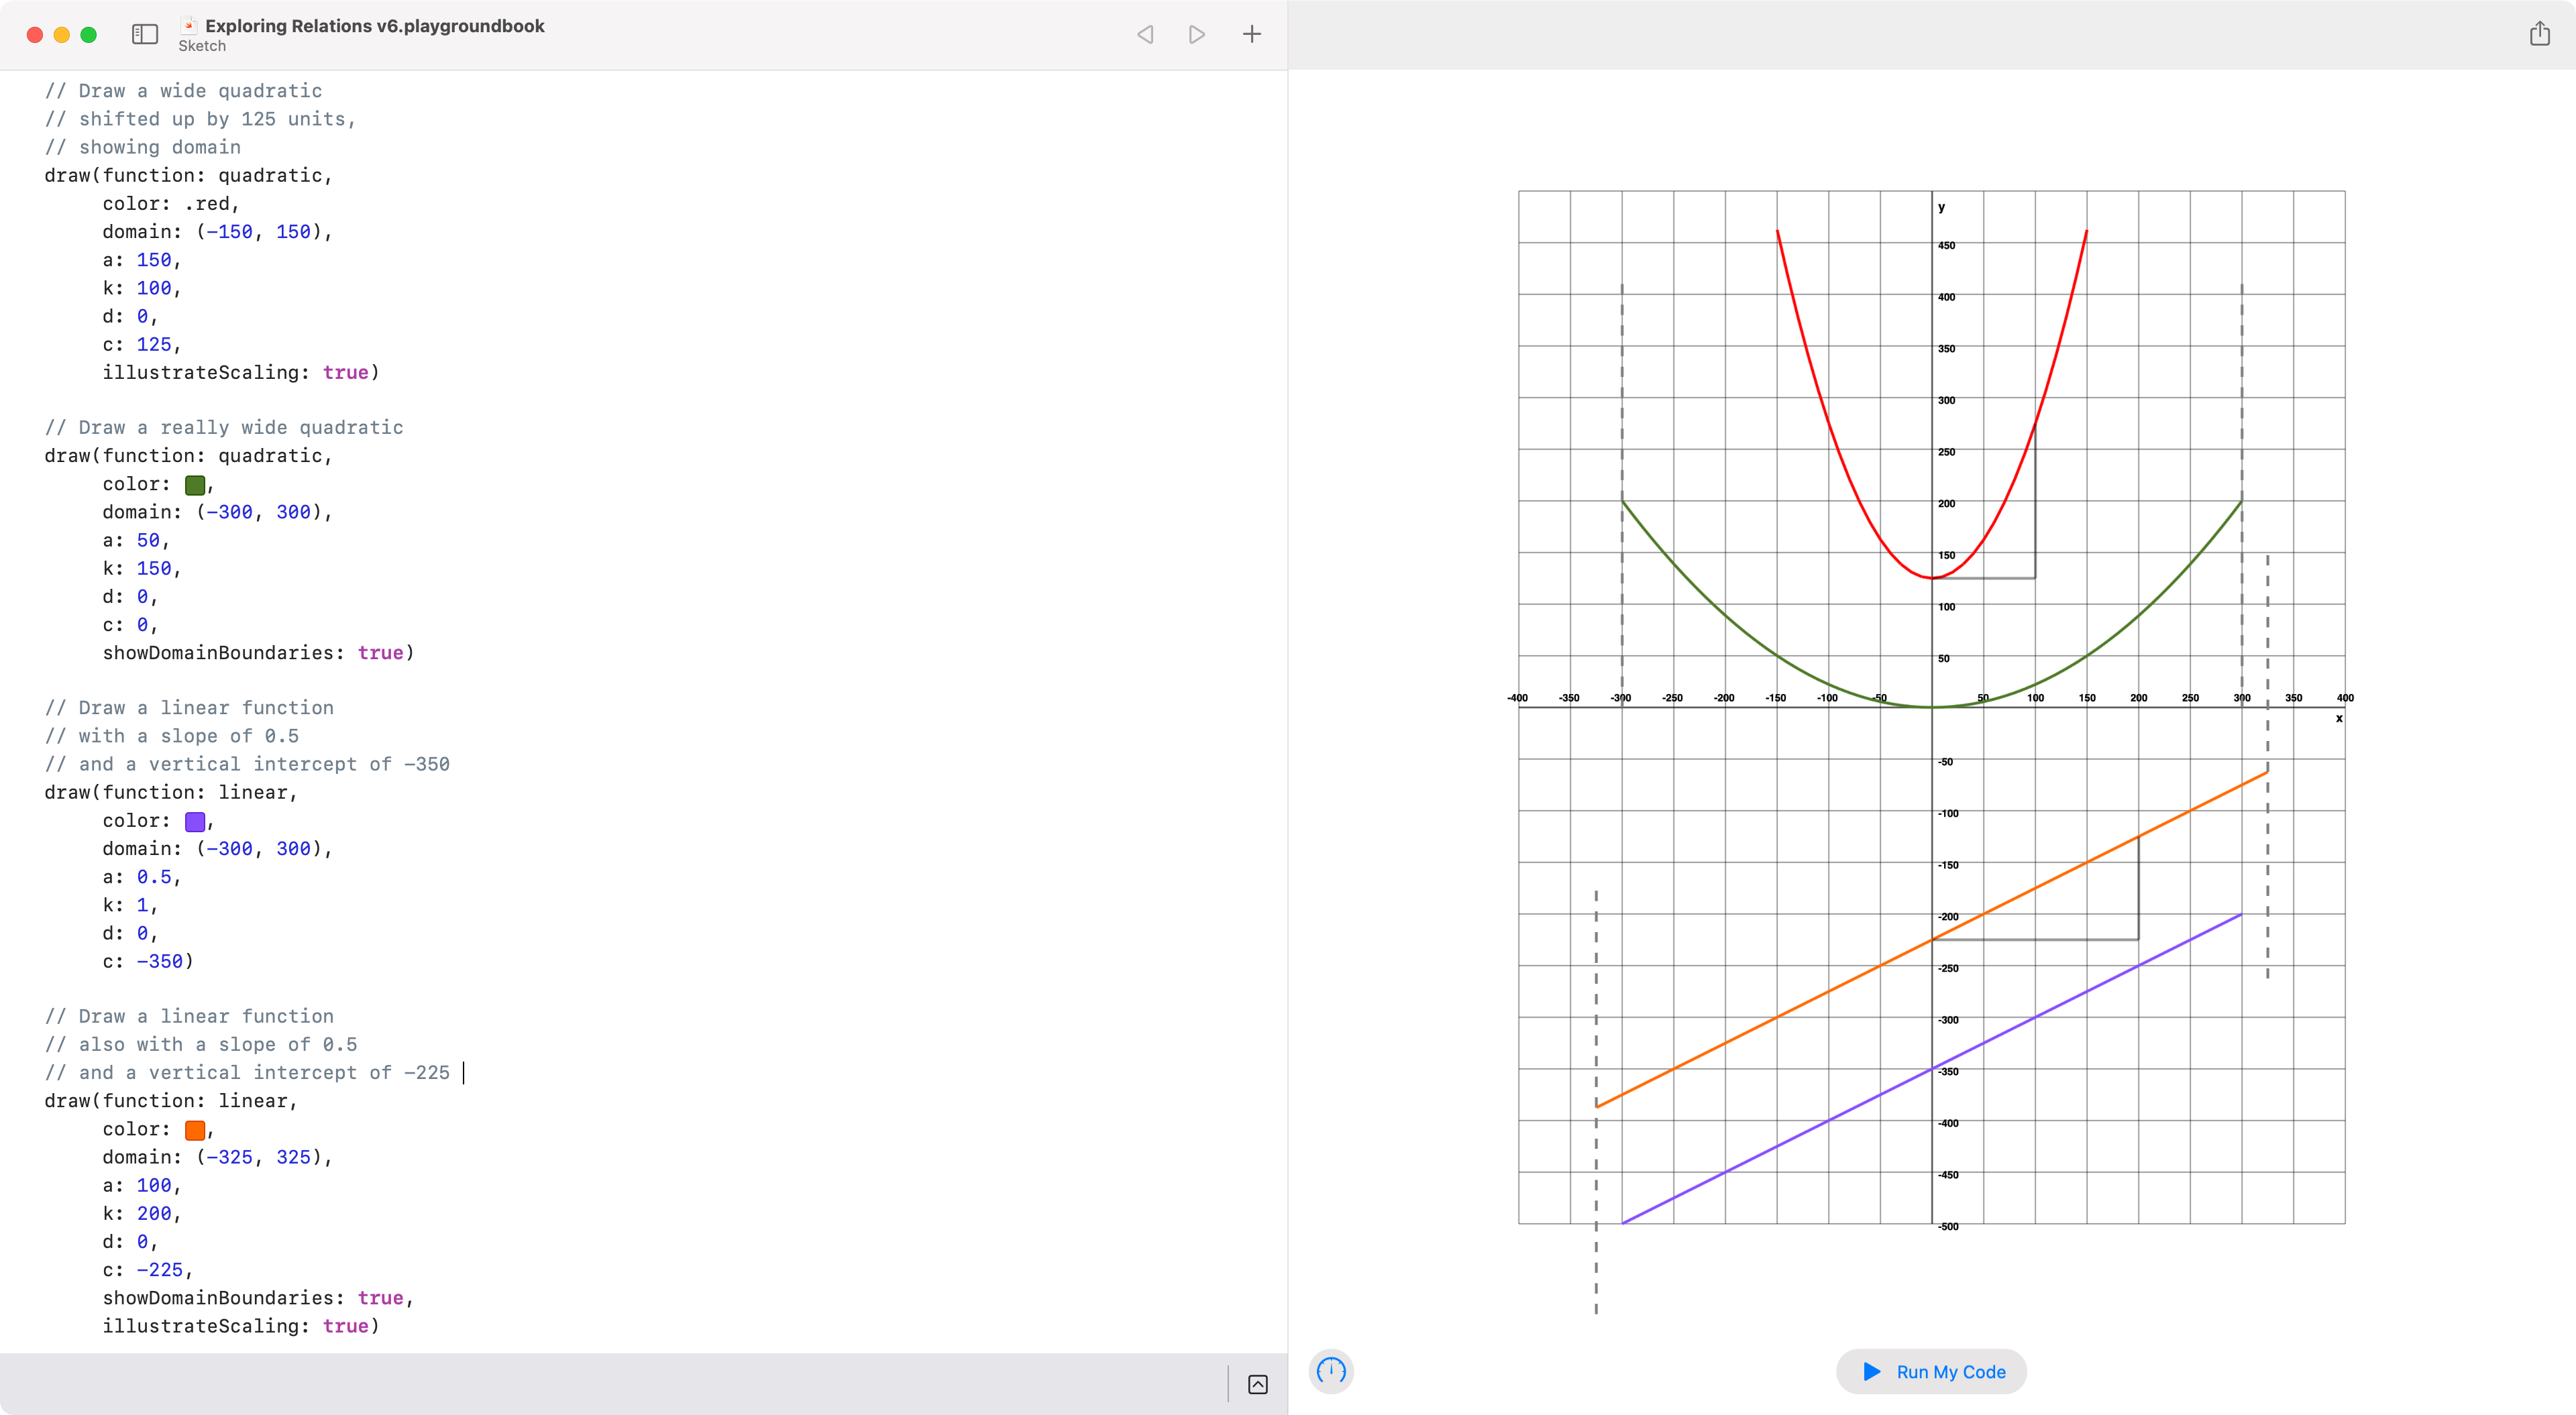 Exploring Relations v6.playgroundbook
Sketch
// Draw a wide quadratic
// shifted up by 125 units,
// showing domain
draw(function: quadratic,
color: .red,
domain: (-150, 150),
a: 150,
k: 100,
d: 0,
c: 125,
illustrateScaling: true)
// Draw a really wide quadratic
draw(function: quadratic,
color: ,
domain: (-300, 300),
a: 50,
k: 150,
d: 0,
c: 0,
showDomainBoundaries: true)
// Draw a linear function
// with a slope of 0.5
// and a vertical intercept of -350
draw(function: linear,
color: ,
domain: (-300, 300),
a: 0.5,
k: 1,
d: 0,
c: -350)
// Draw a linear function
// also with a slope of 0.5
// and a vertical intercept of -225
draw(function: linear,
color: ,
domain: (-325, 325),
a: 100,
k: 200,
d: 0,
c: -225,
showDomainBoundaries: true,
illustrateScaling: true)
y
450
400
350
300
250
200
150
100
50
-400 -350 -300 -250 -200 -150 -100 -50 50 100 150 200 250 300 350 400
x
-50
-100
-150
-200
-250
-300
-350
-400
-450
-500
Run My Code